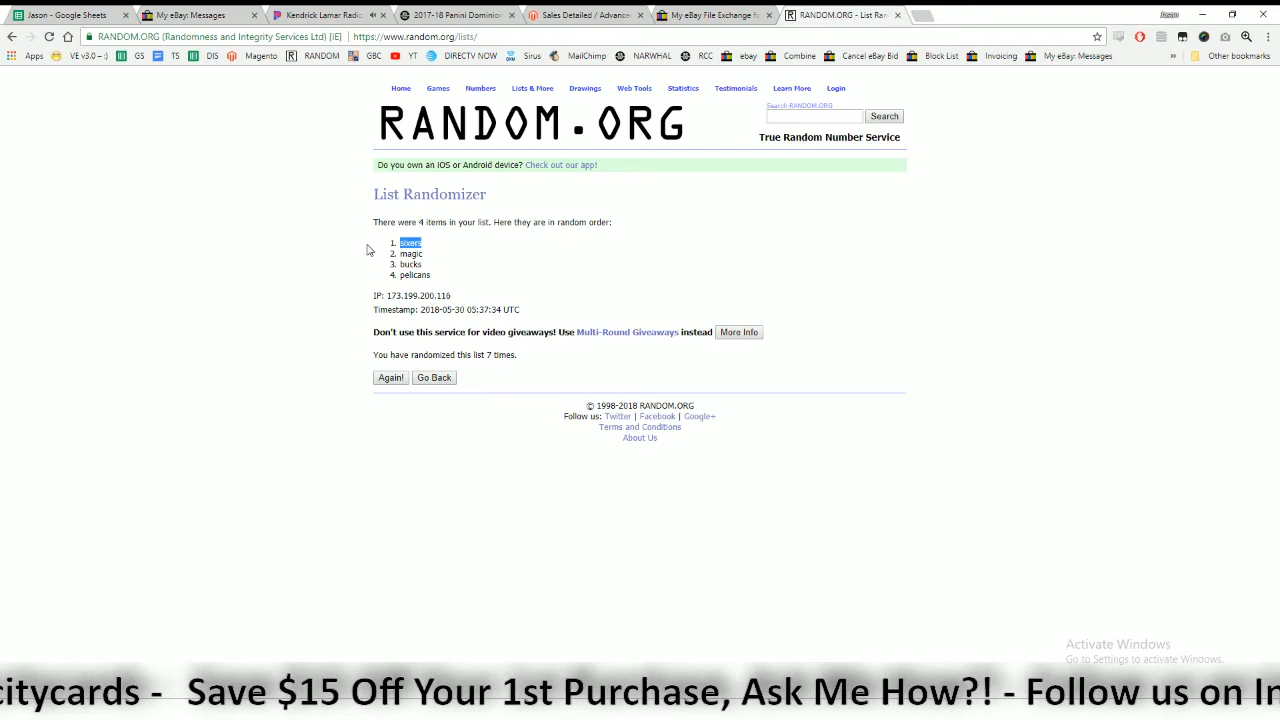 Jason - Google Sheets
My eBay: Messages
Kendrick Lamar Radio
2017-18 Panini Dominion
Sales Detailed / Advance
My eBay File Exchange fo
RANDOM.ORG - List Ran
Jason
RANDOM.ORG (Randomness and Integrity Services Ltd) [IE] | https://www.random.org/lists/
Apps VE v3.0 -- :) GS TS DIS Magento RANDOM GBC YT DIRECTV NOW Sirus MailChimp NARWHAL RCC ebay Combine Cancel eBay Bid Block List Invoicing My eBay: Messages » Other bookmarks
Home Games Numbers Lists & More Drawings Web Tools Statistics Testimonials Learn More Login
RANDOM.ORG
Search RANDOM.ORG
Search
True Random Number Service
Do you own an iOS or Android device? Check out our app!
List Randomizer
There were 4 items in your list. Here they are in random order:
1. sixers
2. magic
3. bucks
4. pelicans
IP: 173.199.200.116
Timestamp: 2018-05-30 05:37:34 UTC
Don't use this service for video giveaways! Use Multi-Round Giveaways instead More Info
You have randomized this list 7 times.
Again! Go Back
© 1998-2018 RANDOM.ORG
Follow us: Twitter | Facebook | Google+
Terms and Conditions
About Us
Activate Windows
Go to Settings to activate Windows.
citycards - Save $15 Off Your 1st Purchase, Ask Me How?! - Follow us on In